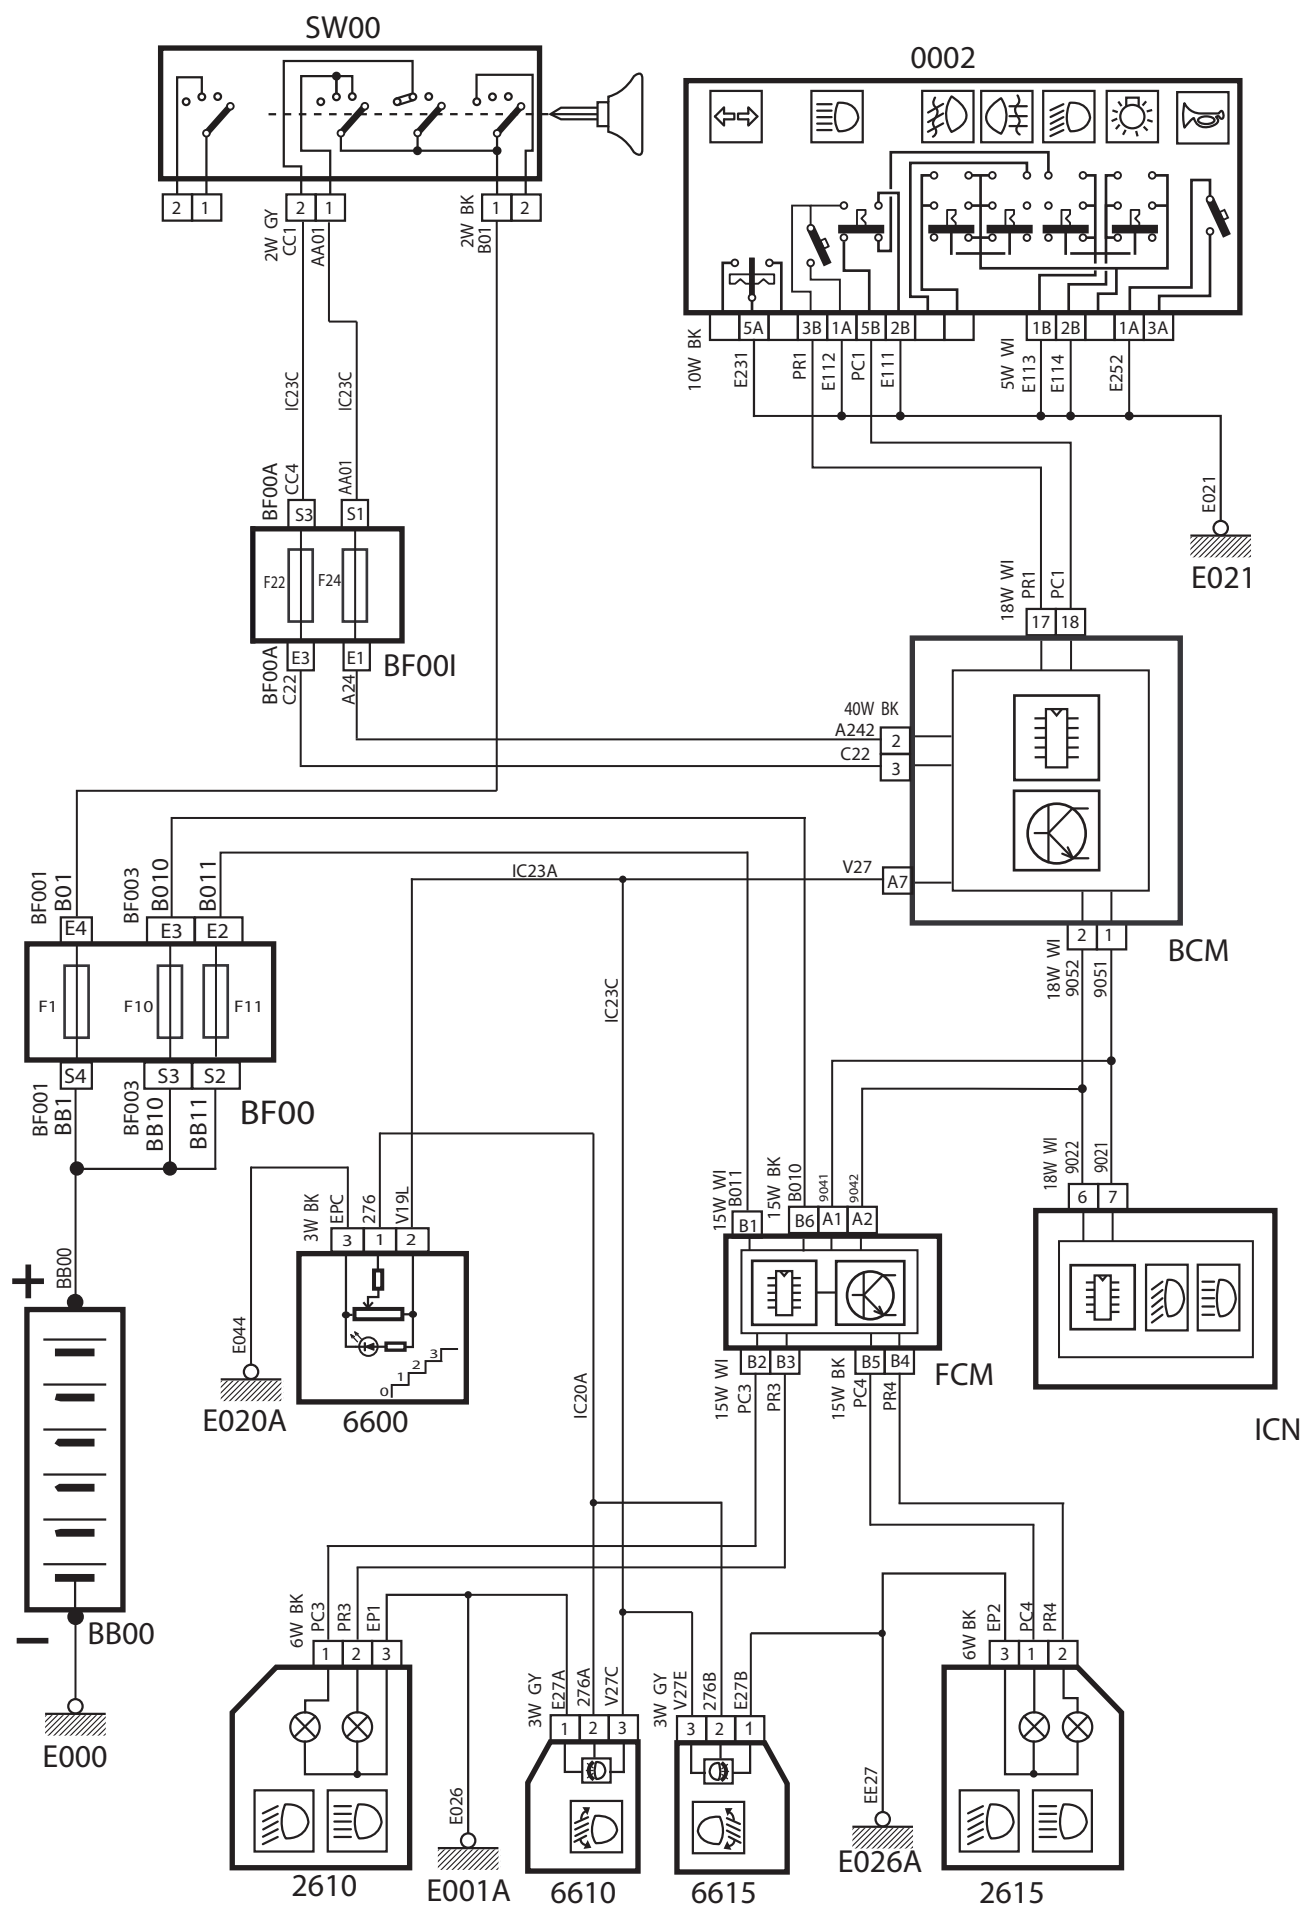 SW00
0002
2 1
2 1
1 2
2W GY
CC1
AA01
2W BK
B01
5A 3B 1A 5B 2B
1B 2B 1A 3A
10W BK
E231
PR1
E112
PC1
E111
5W WI
E113
E114
E252
IC23C
IC23C
BF00A
CC4
AA01
S3 S1
F22 F24
E3 E1
BF00I
BF00A
C22
A24
E021
E021
18W WI
PR1
PC1
17 18
40W BK
A242
2
C22
3
V27
A7
IC23A
BCM
2 1
18W WI
9052
9051
BF001
B01
BF003
B010
B011
E4 E3 E2
F1 F10 F11
S4 S3 S2
BF00
BF001
BB1
BF003
BB10
BB11
IC23C
BB00
+
3W BK
EPC
276
V19L
3 1 2
0 1 2 3
6600
E044
E020A
IC20A
15W WI
B011
15W BK
B010
9041
9042
B1 B6 A1 A2
B2 B3 B5 B4
FCM
15W WI
PC3
PR3
15W BK
PC4
PR4
18W WI
9022
9021
6 7
ICN
BB00
–
E000
6W BK
PC3
PR3
EP1
1 2 3
2610
E026
E001A
3W GY
E27A
276A
V27C
1 2 3
6610
3W GY
V27E
276B
E27B
3 2 1
6615
EE27
E026A
6W BK
EP2
PC4
PR4
3 1 2
2615